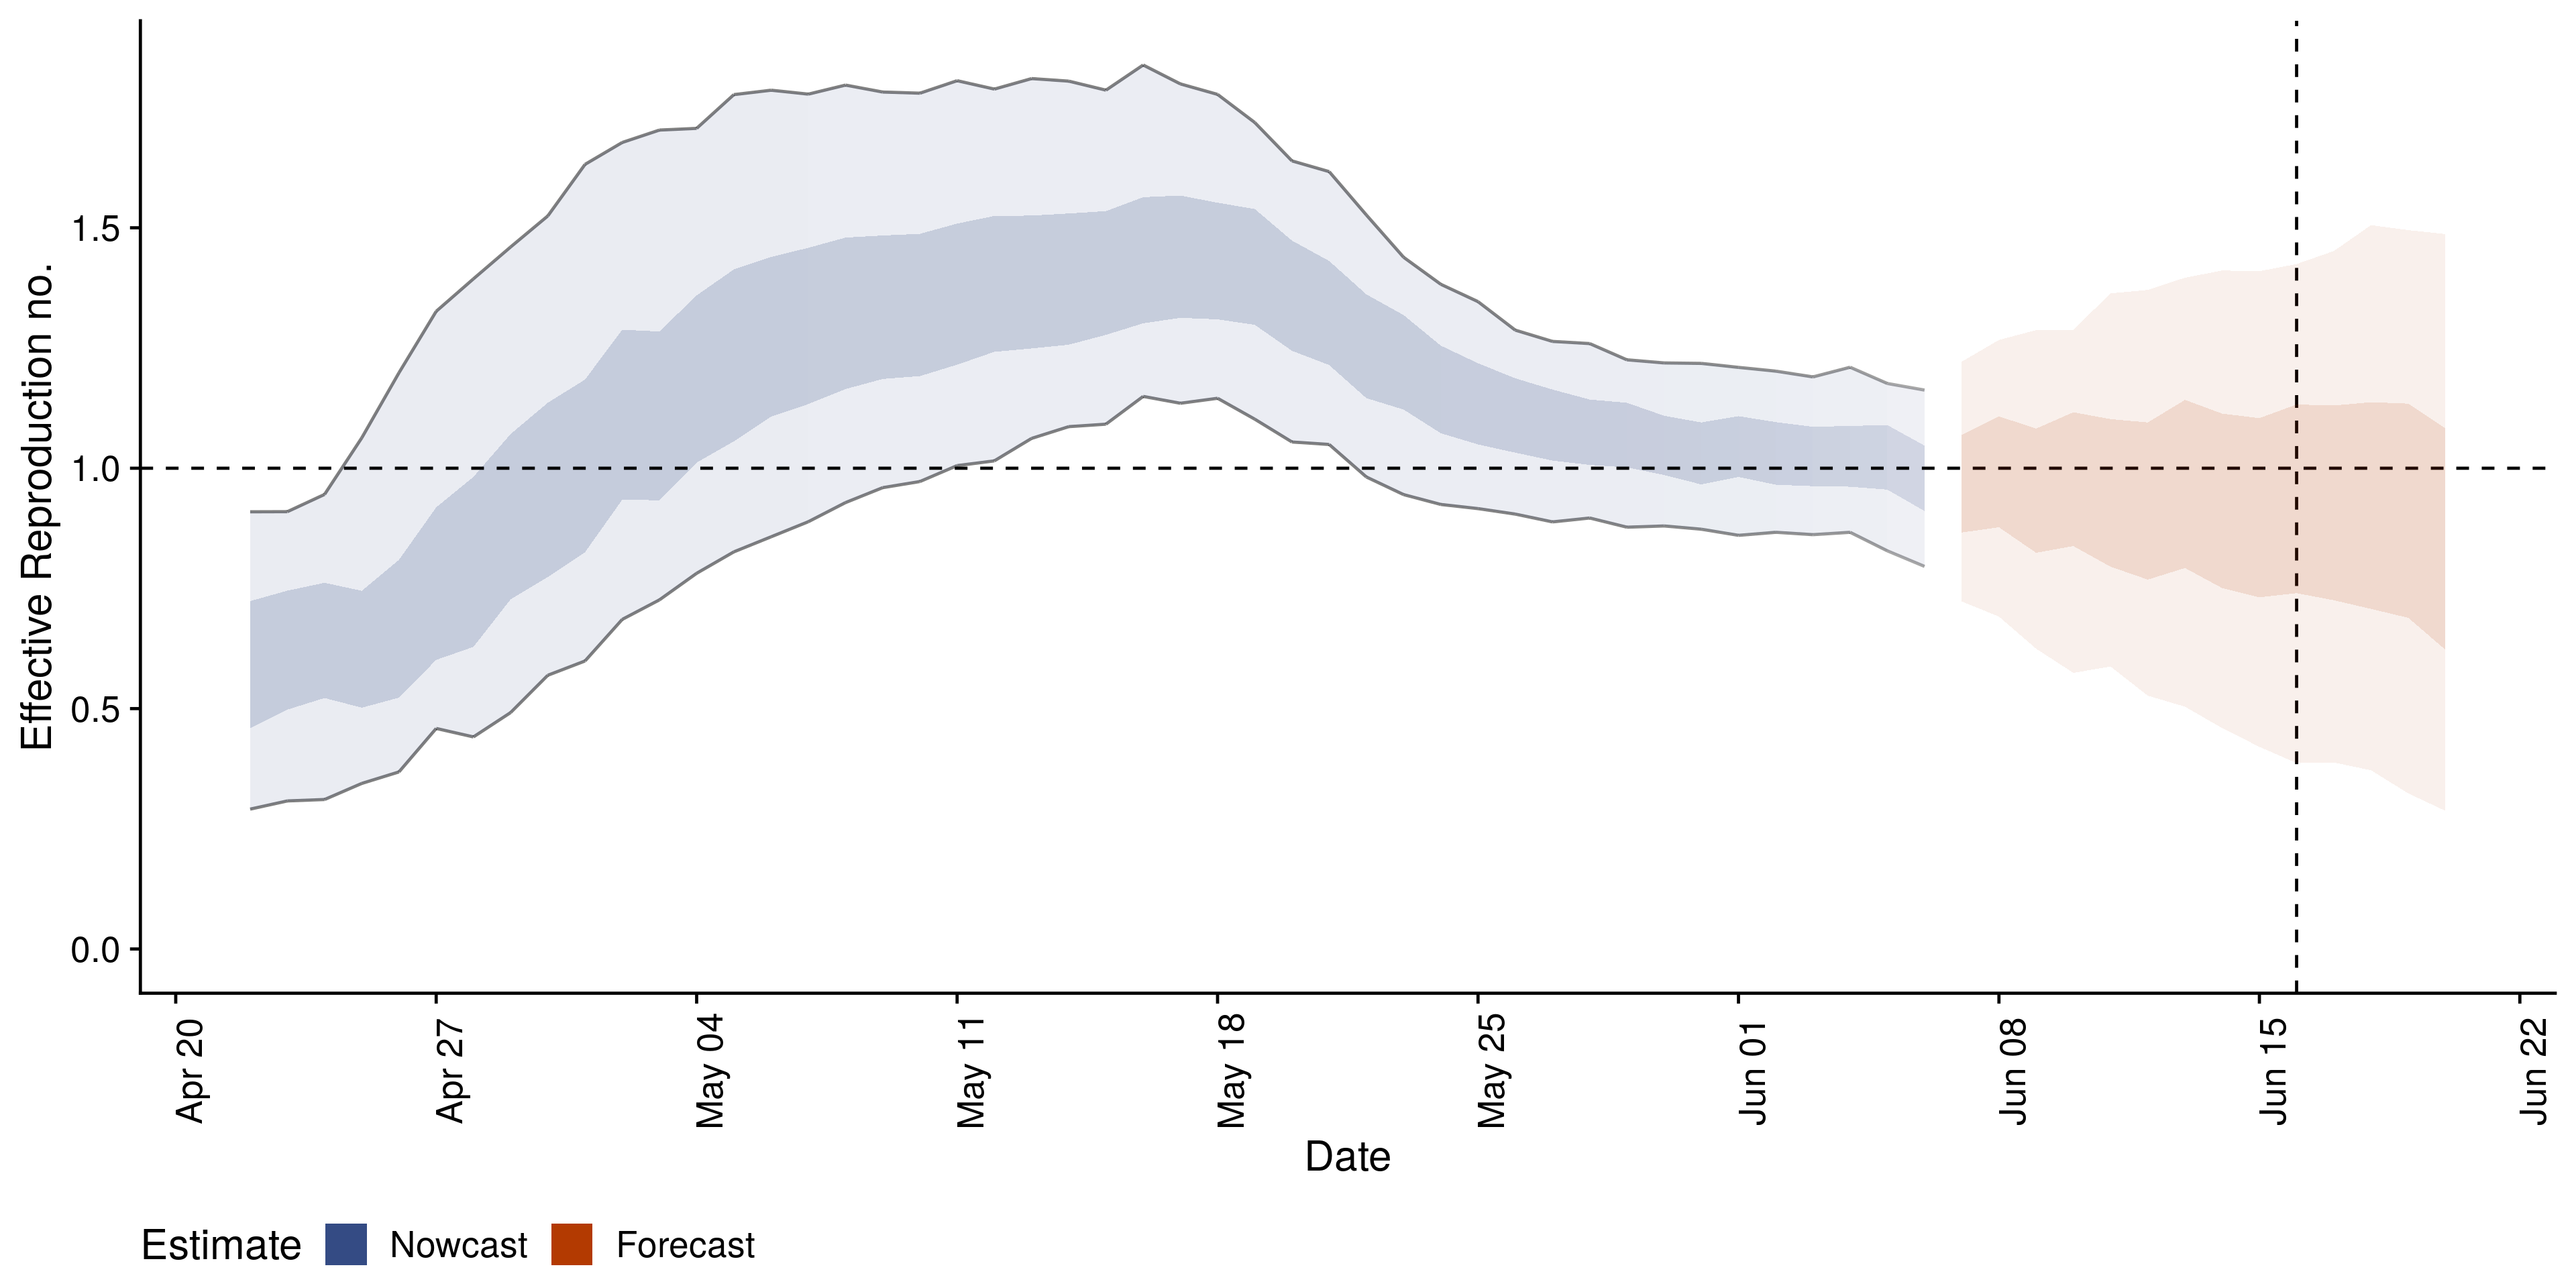 Effective Reproduction no.
1.5
1.0
0.5
0.0
Apr 20
Apr 27
May 04
May 11
May 18
May 25
Jun 01
Jun 08
Jun 15
Jun 22
Date
Estimate Nowcast Forecast